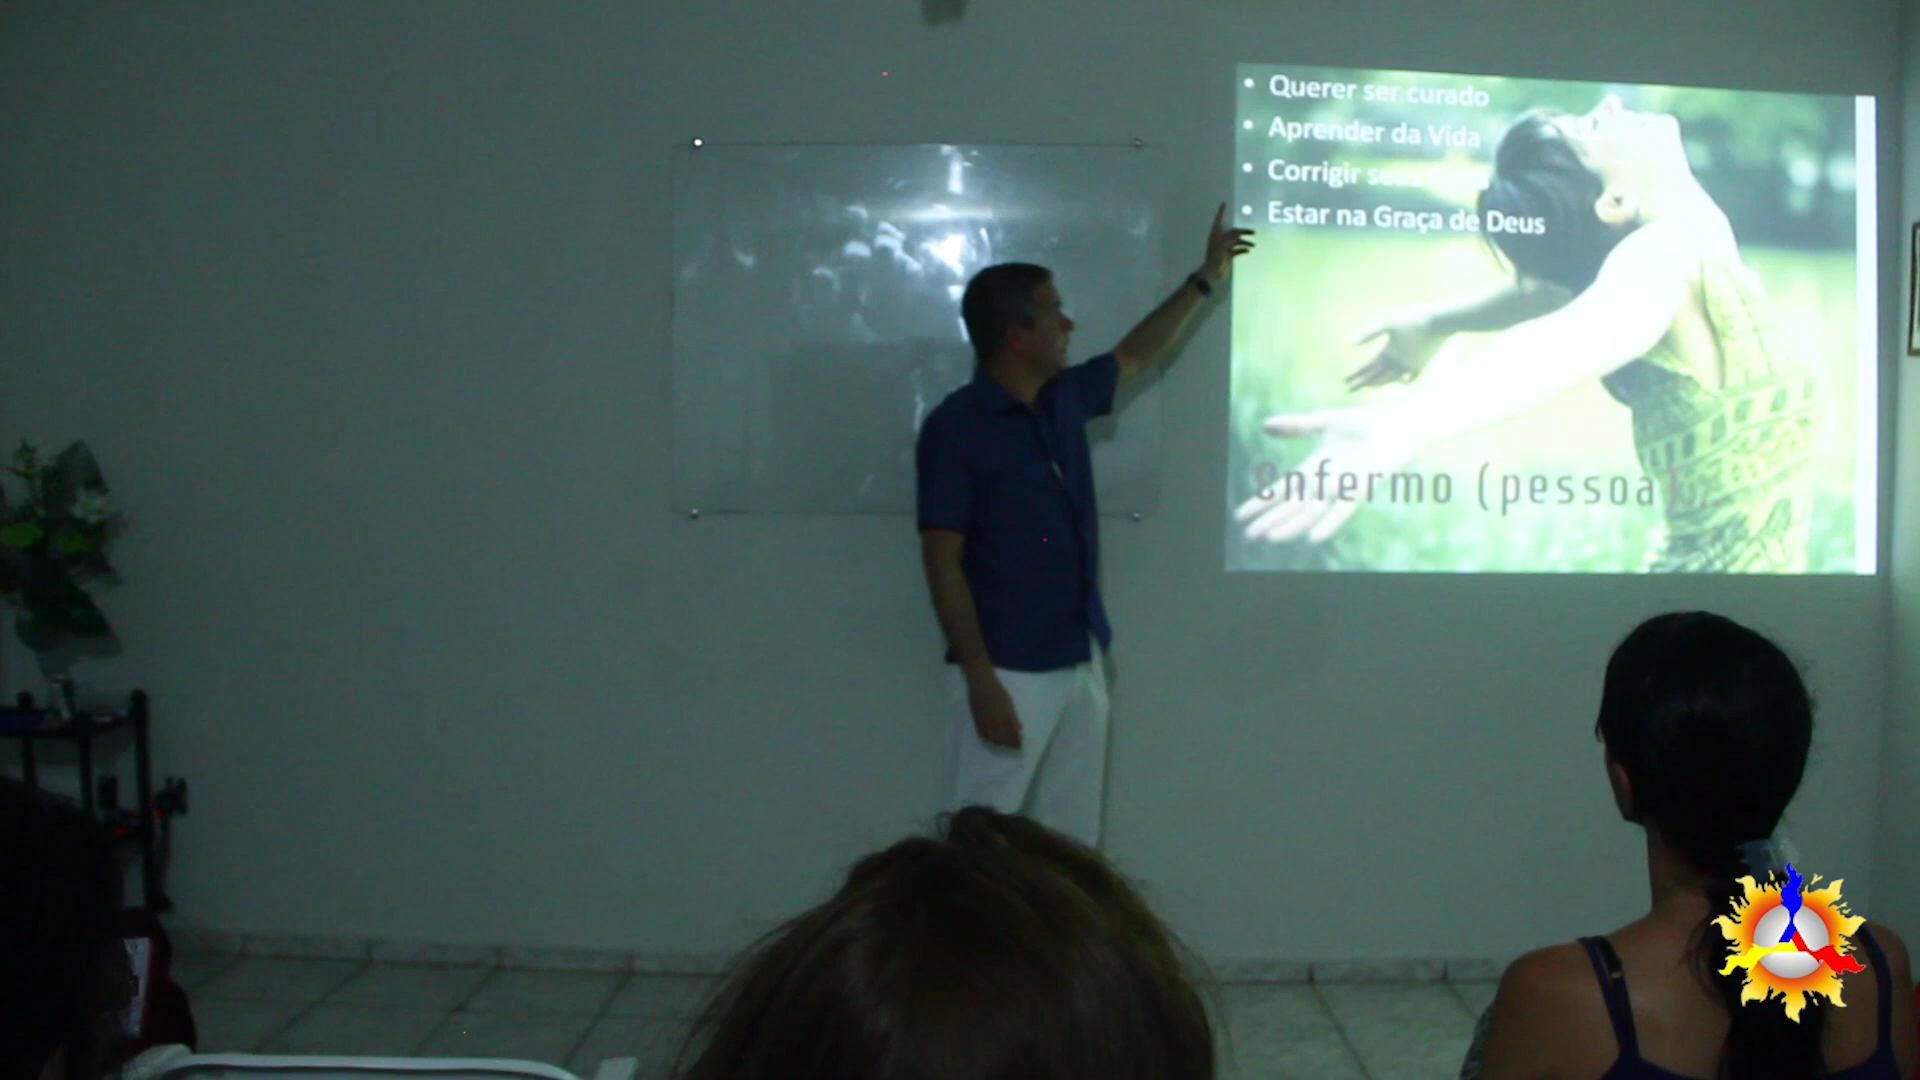 • Querer ser curado
• Aprender da Vida
• Corrigir
• Estar na Graça de Deus
Enfermo (pessoa)